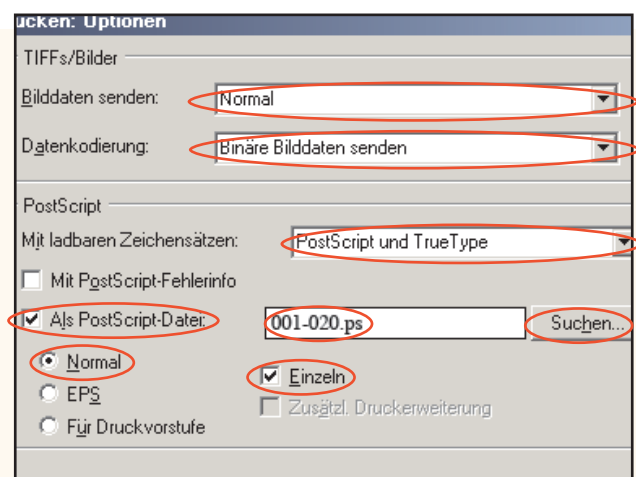 ucken: Optionen
TIFFs/Bilder
Bilddaten senden: Normal
Datenkodierung: Binäre Bilddaten senden
PostScript
Mit ladbaren Zeichensätzen: PostScript und TrueType
Mit PostScript-Fehlerinfo
Als PostScript-Datei: 001-020.ps Suchen...
Normal
Einzeln
EPS
Zusätzl. Druckerweiterung
Für Druckvorstufe